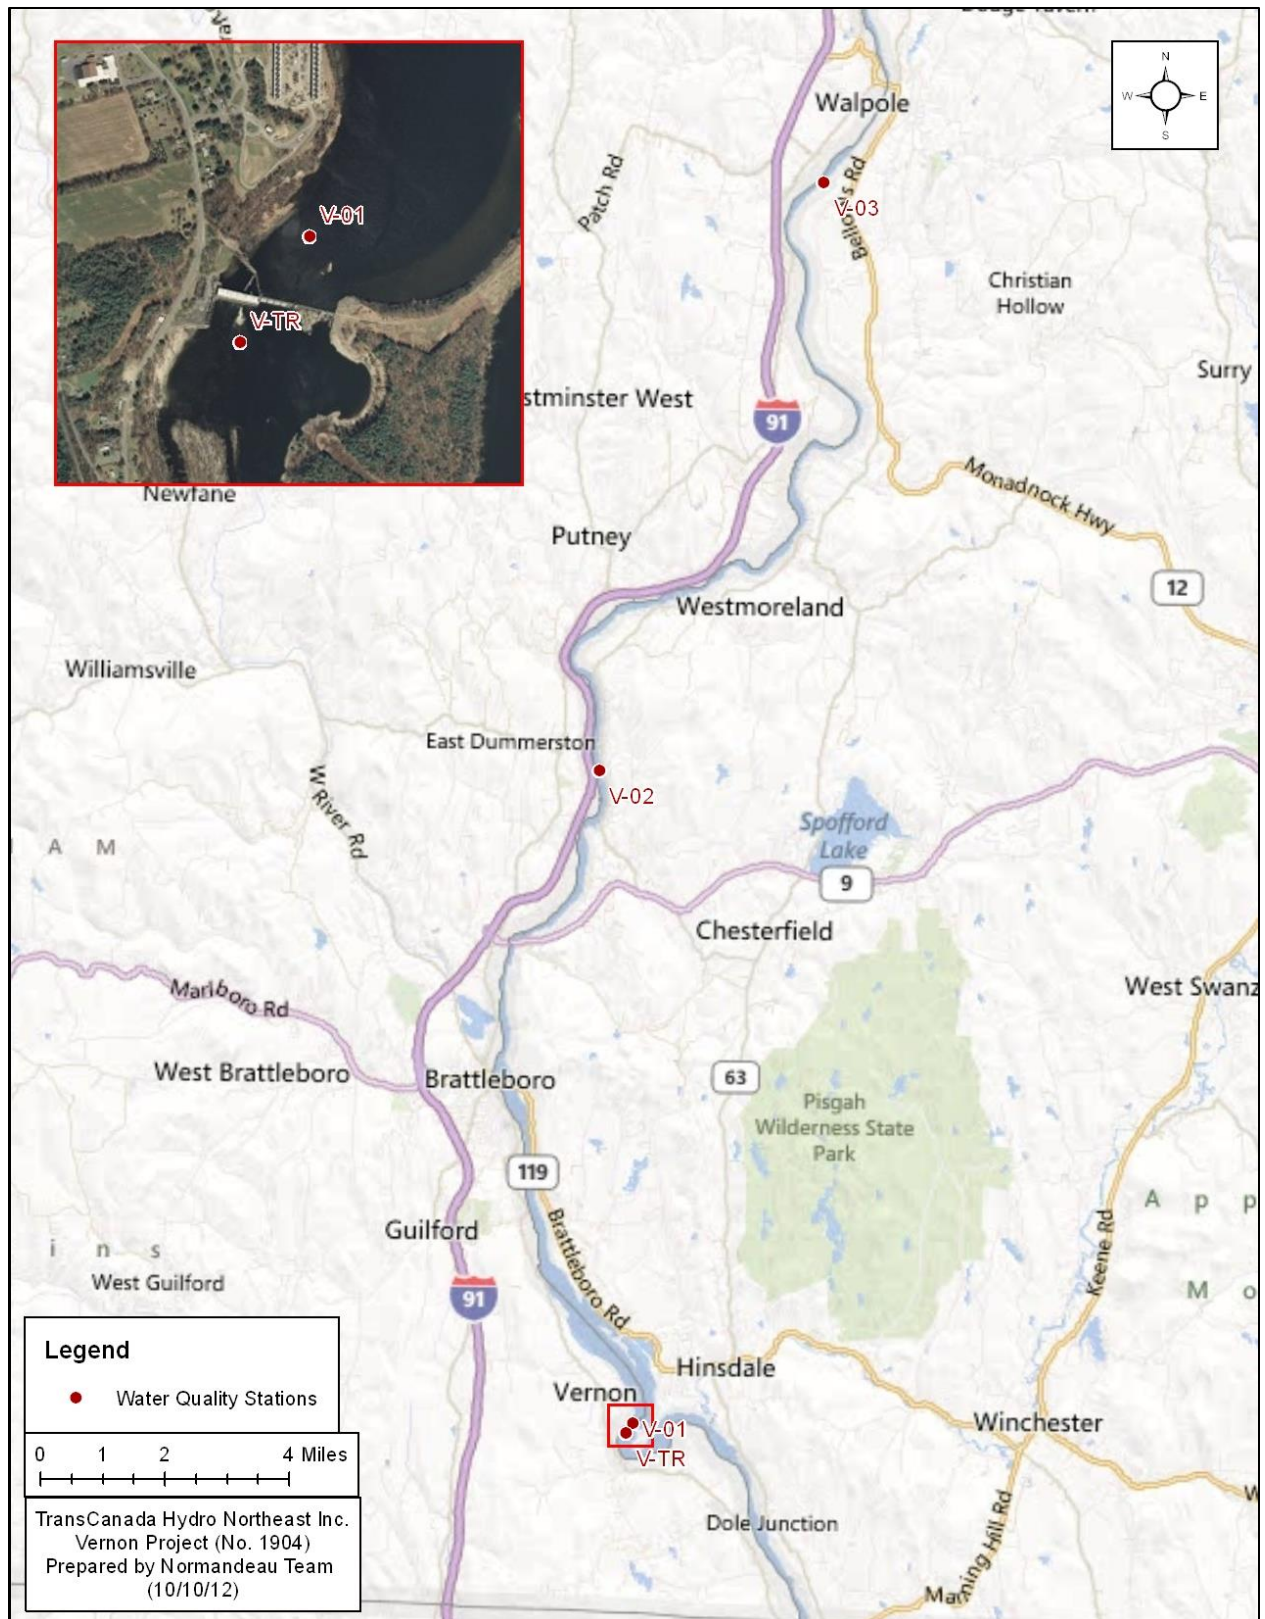 Walpole
N
W
E
S
V-01
Patch Rd
V-03
Bellows Rd
Christian
Hollow
V-TR
Surry
stminster West
91
Monadnock Hwy
Newfane
Putney
12
Westmoreland
Williamsville
East Dummerston
V-02
W River Rd
Spofford
Lake
A M
9
Chesterfield
West Swanz
Marlboro Rd
West Brattleboro
Brattleboro
63
Pisgah
Wilderness State
Park
119
A p p
Guilford
Brattleboro Rd
Keene Rd
i n s
West Guilford
M o
91
Legend
Water Quality Stations
Hinsdale
Vernon
V-01
V-TR
Winchester
0 1 2 4 Miles
Dole Junction
Manning Hill Rd
W
TransCanada Hydro Northeast Inc.
Vernon Project (No. 1904)
Prepared by Normandeau Team
(10/10/12)